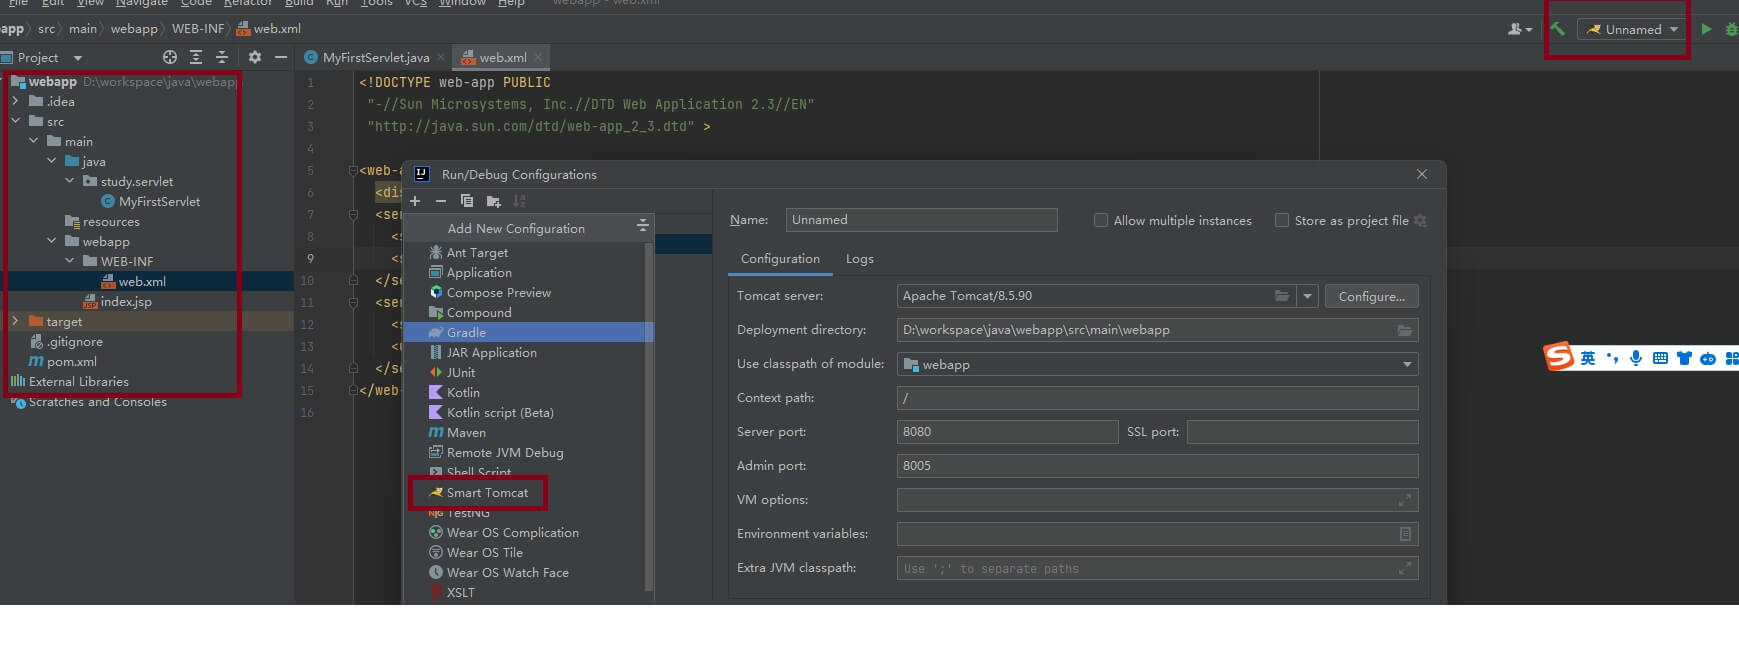 File Edit View Navigate Code Refactor Build Run Tools VCS Window Help webapp - web.xml
app src main webapp WEB-INF web.xml
Unnamed
Project
MyFirstServlet.java
web.xml
webapp D:\workspace\java\webapp
.idea
src
main
java
study.servlet
MyFirstServlet
resources
webapp
WEB-INF
web.xml
index.jsp
target
.gitignore
pom.xml
External Libraries
Scratches and Consoles
1 <!DOCTYPE web-app PUBLIC
2 "-//Sun Microsystems, Inc.//DTD Web Application 2.3//EN"
3 "http://java.sun.com/dtd/web-app_2_3.dtd" >
4
5 <web-a
6 <dis
7 <ser
8 <s
9 <s
10 </se
11 <ser
12 <s
13 <u
14 </se
15 </web-
16
Run/Debug Configurations
Add New Configuration
Ant Target
Application
Compose Preview
Compound
Gradle
JAR Application
JUnit
Kotlin
Kotlin script (Beta)
Maven
Remote JVM Debug
Shell Script
Smart Tomcat
TestNG
Wear OS Complication
Wear OS Tile
Wear OS Watch Face
XSLT
Name: Unnamed
Allow multiple instances
Store as project file
Configuration Logs
Tomcat server: Apache Tomcat/8.5.90 Configure...
Deployment directory: D:\workspace\java\webapp\src\main\webapp
Use classpath of module: webapp
Context path: /
Server port: 8080 SSL port:
Admin port: 8005
VM options:
Environment variables:
Extra JVM classpath: Use ';' to separate paths
S 英